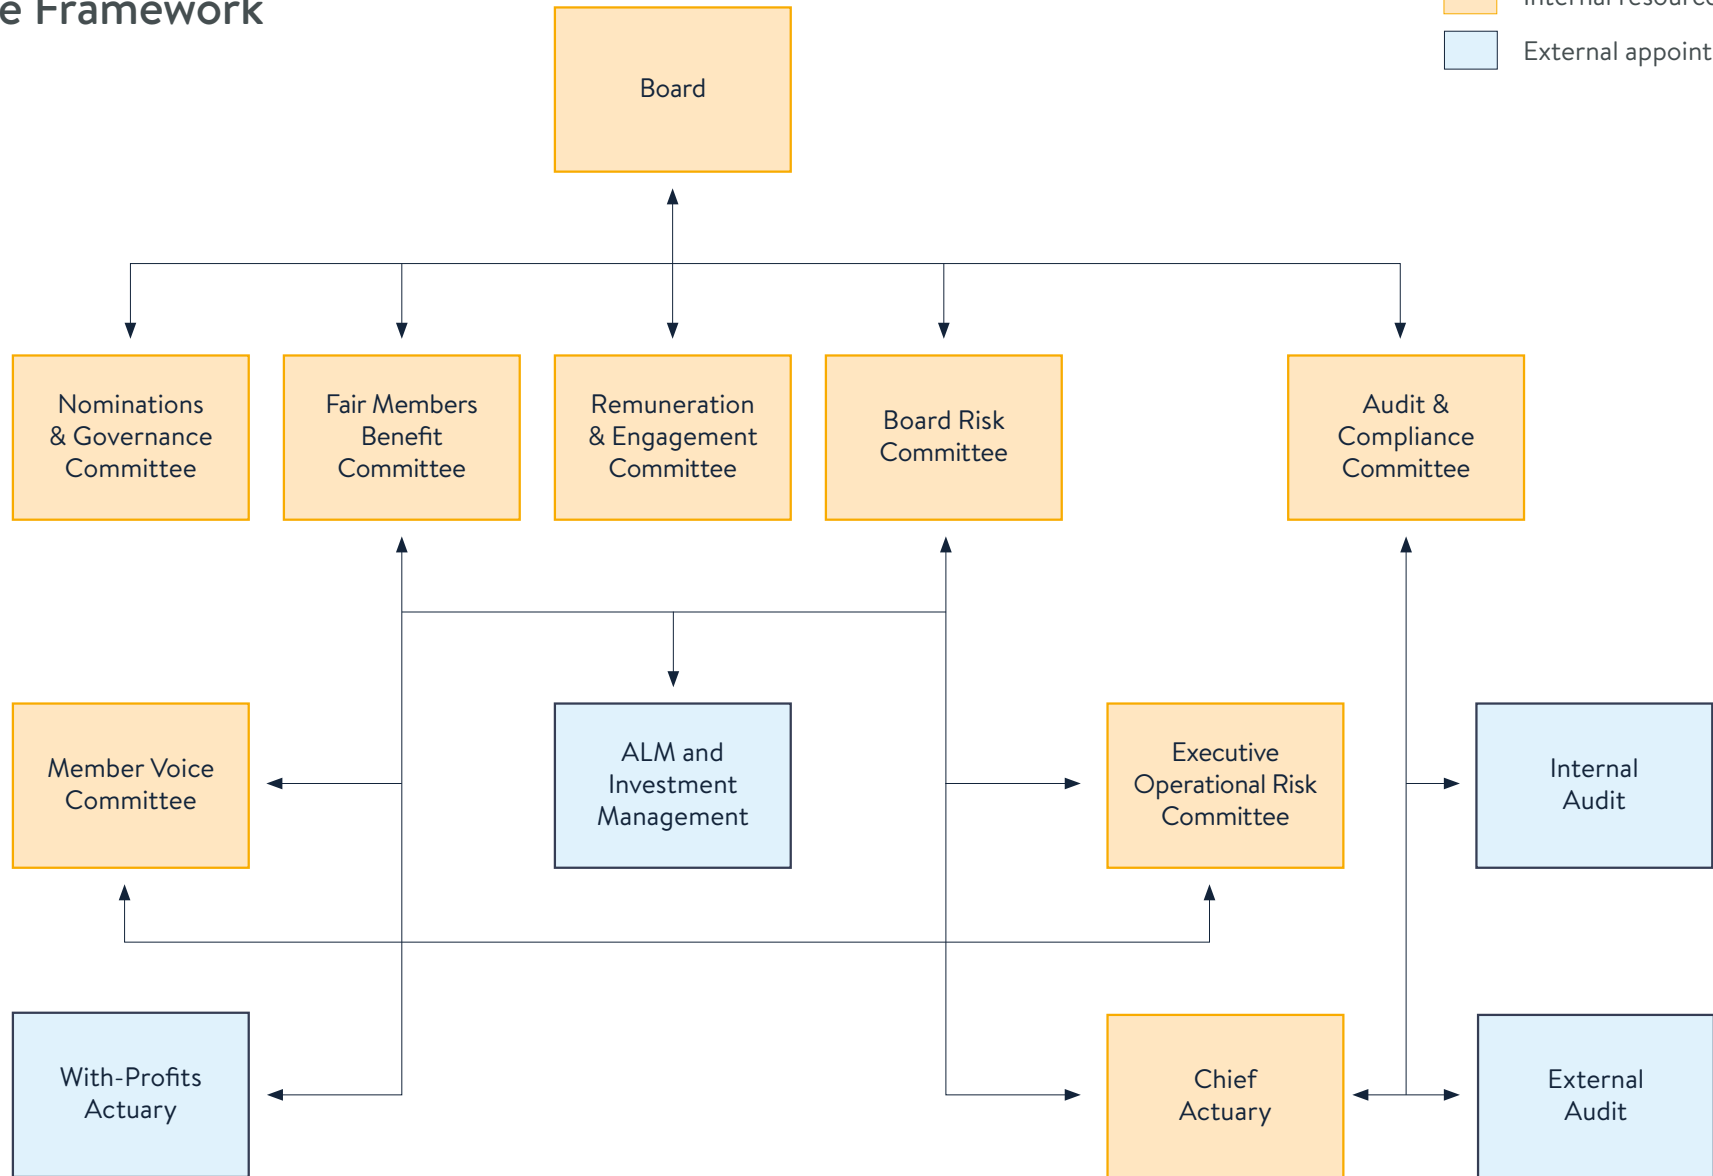 e Framework
Internal resource
External appoint
Board
Nominations
& Governance
Committee
Fair Members
Benefit
Committee
Remuneration
& Engagement
Committee
Board Risk
Committee
Audit &
Compliance
Committee
Member Voice
Committee
ALM and
Investment
Management
Executive
Operational Risk
Committee
Internal
Audit
With-Profits
Actuary
Chief
Actuary
External
Audit